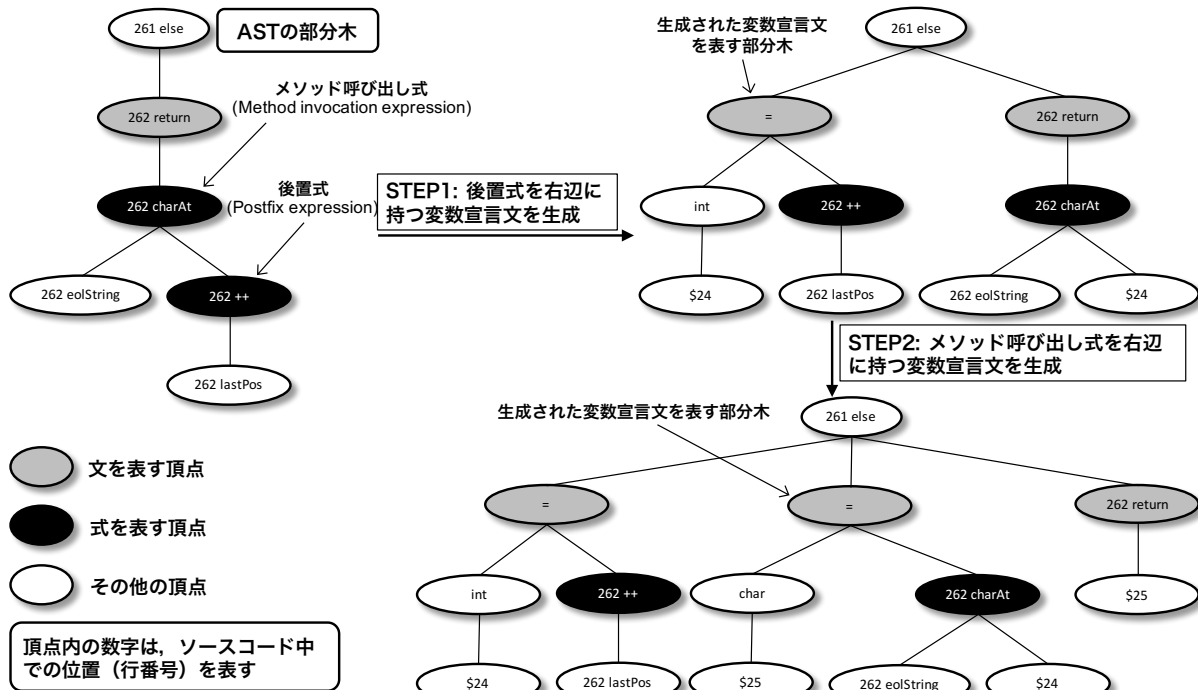 261 else
ASTの部分木
メソッド呼び出し式
(Method invocation expression)
262 return
後置式
(Postfix expression)
262 charAt
262 eolString
262 ++
262 lastPos
STEP1: 後置式を右辺に
持つ変数宣言文を生成
生成された変数宣言文
を表す部分木
261 else
=
262 return
int
262 ++
262 charAt
$24
262 lastPos
262 eolString
$24
STEP2: メソッド呼び出し式を右辺
に持つ変数宣言文を生成
生成された変数宣言文を表す部分木
261 else
=
=
262 return
int
262 ++
char
262 charAt
$25
$24
262 lastPos
$25
262 eolString
$24
文を表す頂点
式を表す頂点
その他の頂点
頂点内の数字は，ソースコード中
での位置（行番号）を表す